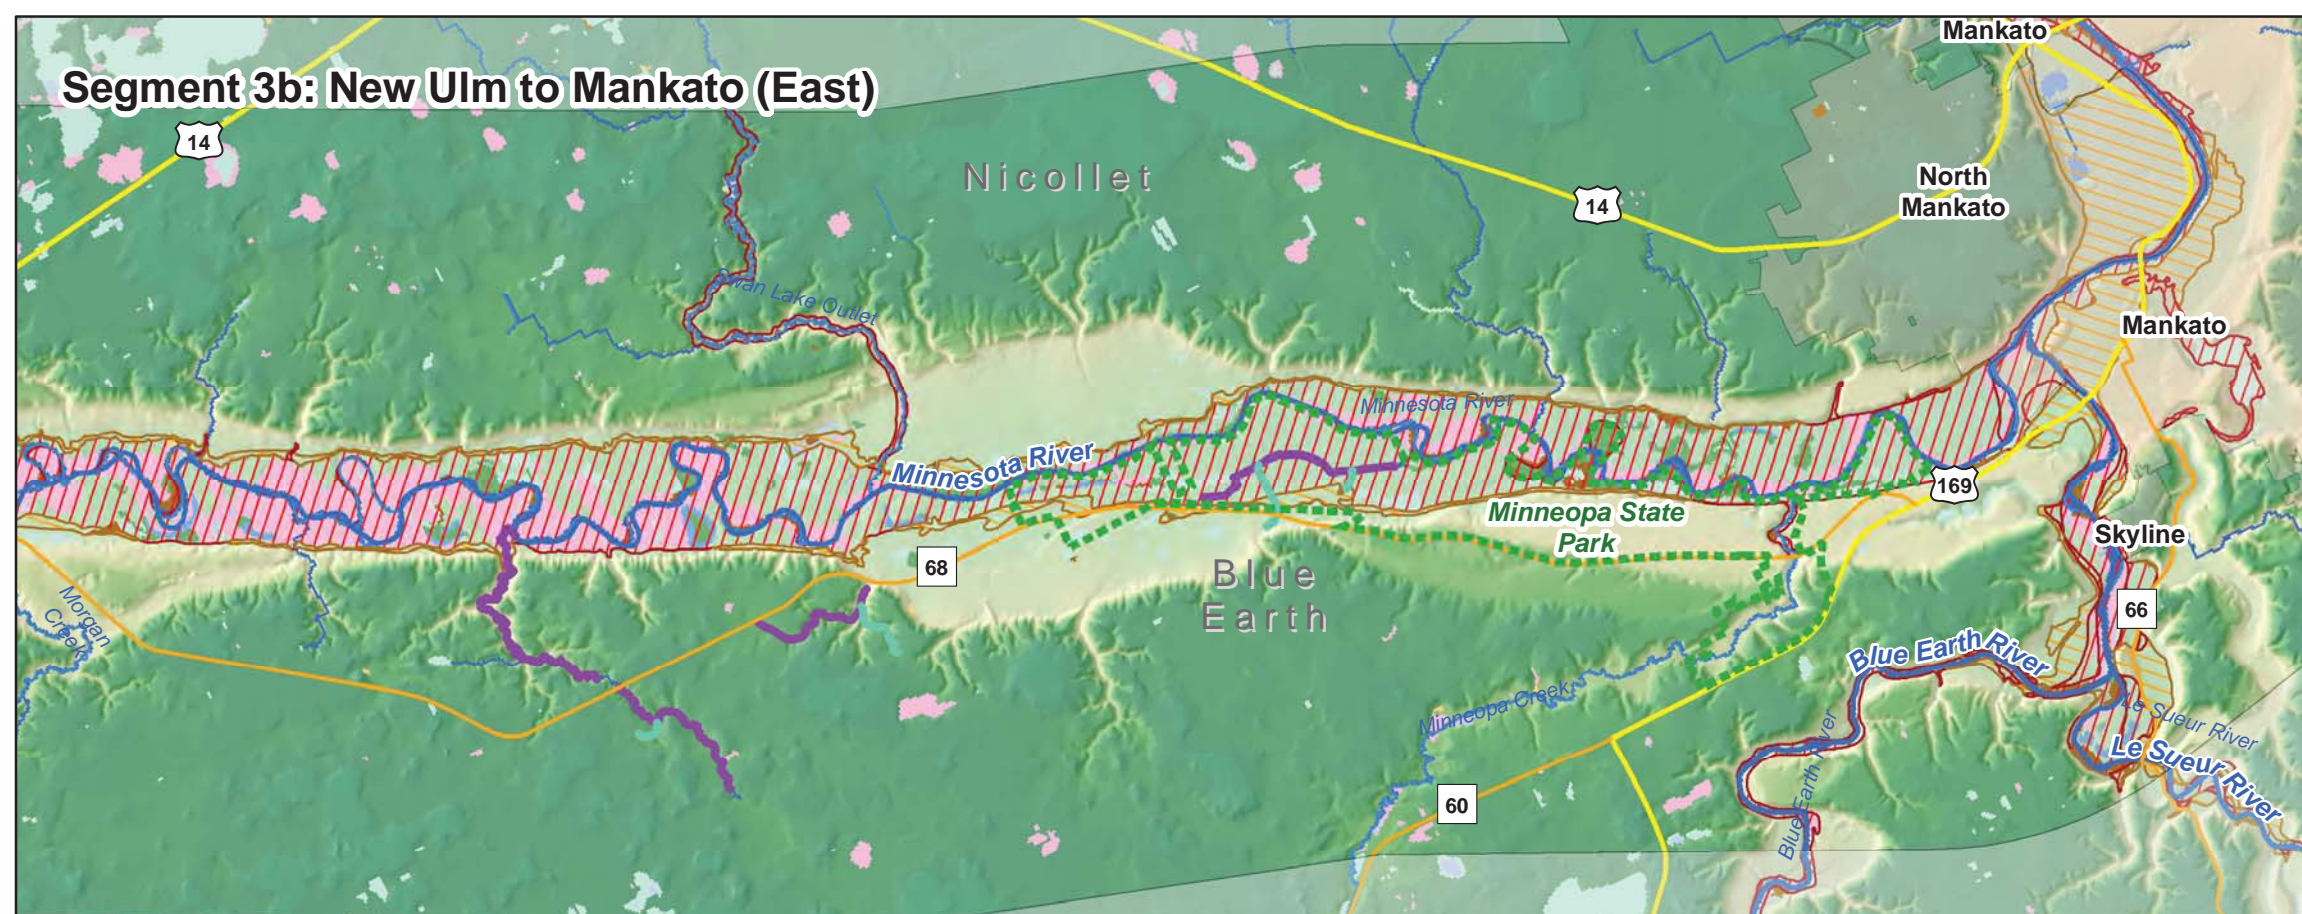 Mankato
Segment 3b: New Ulm to Mankato (East)
14
Nicollet
North
Mankato
14
Swan Lake Outlet
Mankato
Minnesota River
Minnesota River
169
Minneopa State
Park
Skyline
68
Blue
Earth
Morgan
Creek
66
Blue Earth River
Minneopa Creek
Le Sueur River
Blue Earth River
Le Sueur River
60